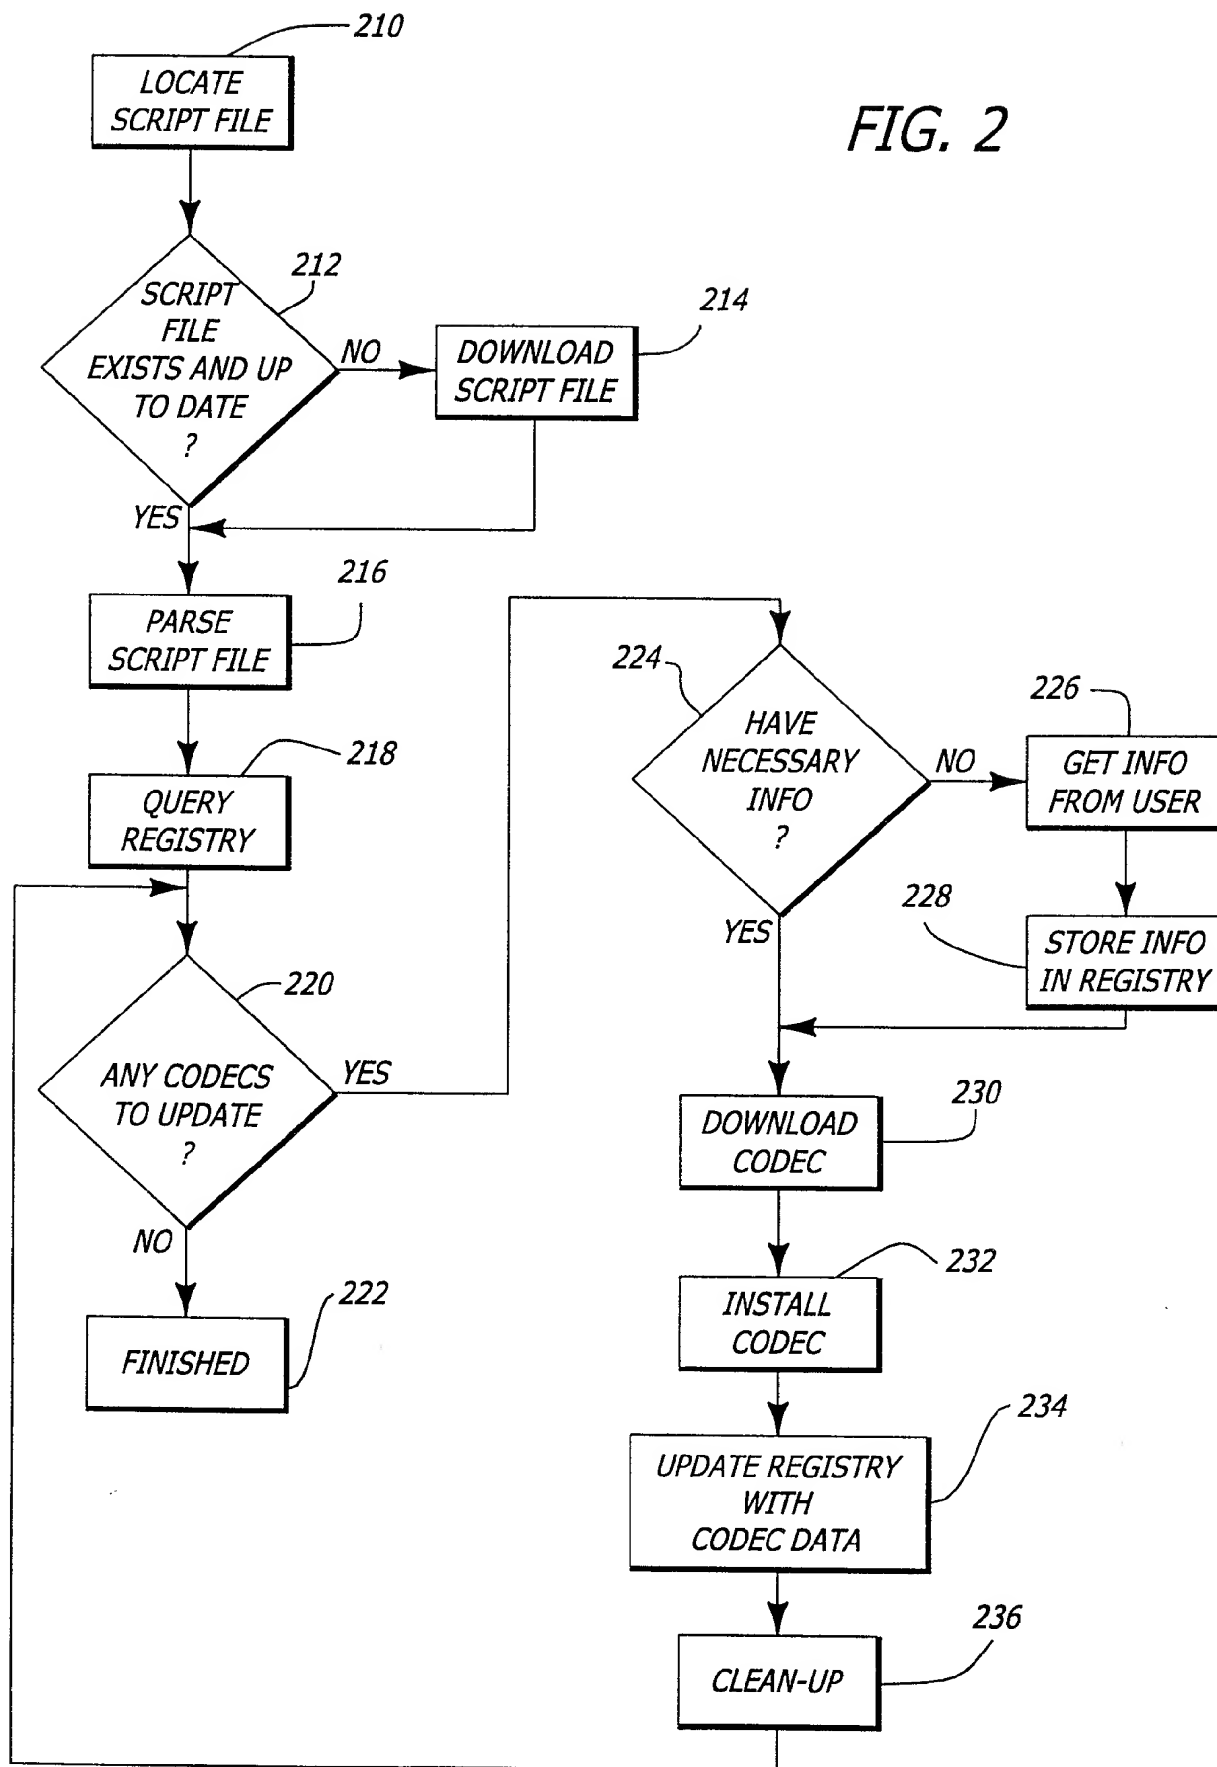 210
LOCATE
SCRIPT FILE
FIG. 2
212
SCRIPT
FILE
EXISTS AND UP
TO DATE
?
NO
214
DOWNLOAD
SCRIPT FILE
YES
216
PARSE
SCRIPT FILE
218
QUERY
REGISTRY
220
ANY CODECS
TO UPDATE
?
YES
NO
222
FINISHED
224
HAVE
NECESSARY
INFO
?
NO
226
GET INFO
FROM USER
228
STORE INFO
IN REGISTRY
YES
230
DOWNLOAD
CODEC
232
INSTALL
CODEC
234
UPDATE REGISTRY
WITH
CODEC DATA
236
CLEAN-UP